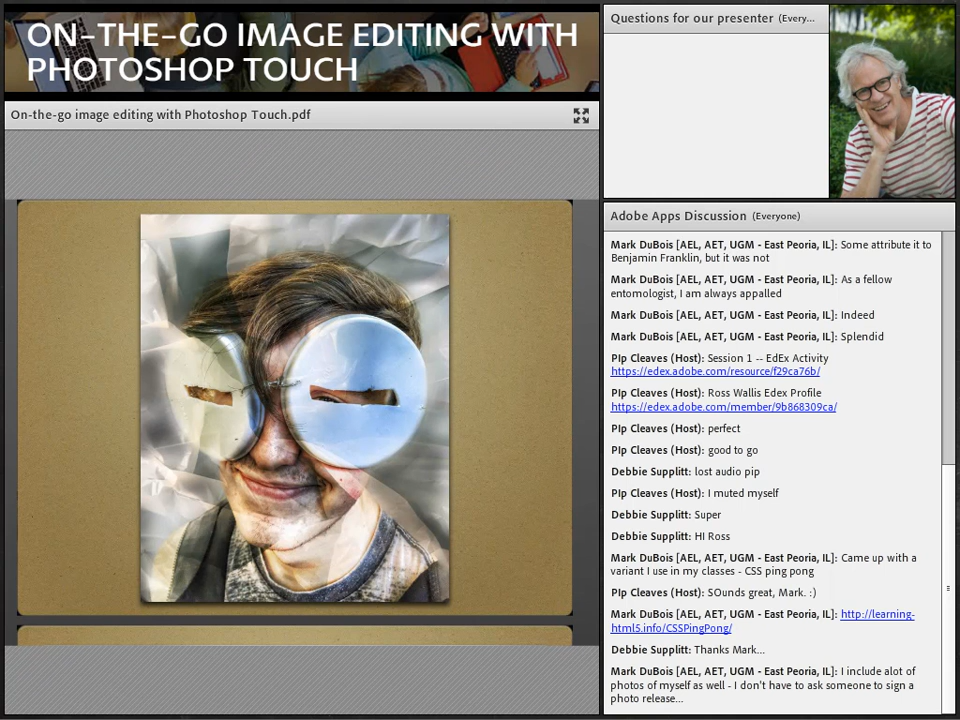 ON-THE-GO IMAGE EDITING WITH
PHOTOSHOP TOUCH
On-the-go image editing with Photoshop Touch.pdf
Questions for our presenter (Every...
Adobe Apps Discussion (Everyone)
Mark DuBois [AEL, AET, UGM - East Peoria, IL]: Some attribute it to
Benjamin Franklin, but it was not
Mark DuBois [AEL, AET, UGM - East Peoria, IL]: As a fellow
entomologist, I am always appalled
Mark DuBois [AEL, AET, UGM - East Peoria, IL]: Indeed
Mark DuBois [AEL, AET, UGM - East Peoria, IL]: Splendid
PIp Cleaves (Host): Session 1 -- EdEx Activity
https://edex.adobe.com/resource/f29ca76b/
PIp Cleaves (Host): Ross Wallis Edex Profile
https://edex.adobe.com/member/9b868309ca/
PIp Cleaves (Host): perfect
PIp Cleaves (Host): good to go
Debbie Supplitt: lost audio pip
PIp Cleaves (Host): I muted myself
Debbie Supplitt: Super
Debbie Supplitt: HI Ross
Mark DuBois [AEL, AET, UGM - East Peoria, IL]: Came up with a
variant I use in my classes - CSS ping pong
PIp Cleaves (Host): SOunds great, Mark. :)
Mark DuBois [AEL, AET, UGM - East Peoria, IL]: http://learning-
html5.info/CSSPingPong/
Debbie Supplitt: Thanks Mark...
Mark DuBois [AEL, AET, UGM - East Peoria, IL]: I include alot of
photos of myself as well - I don't have to ask someone to sign a
photo release...